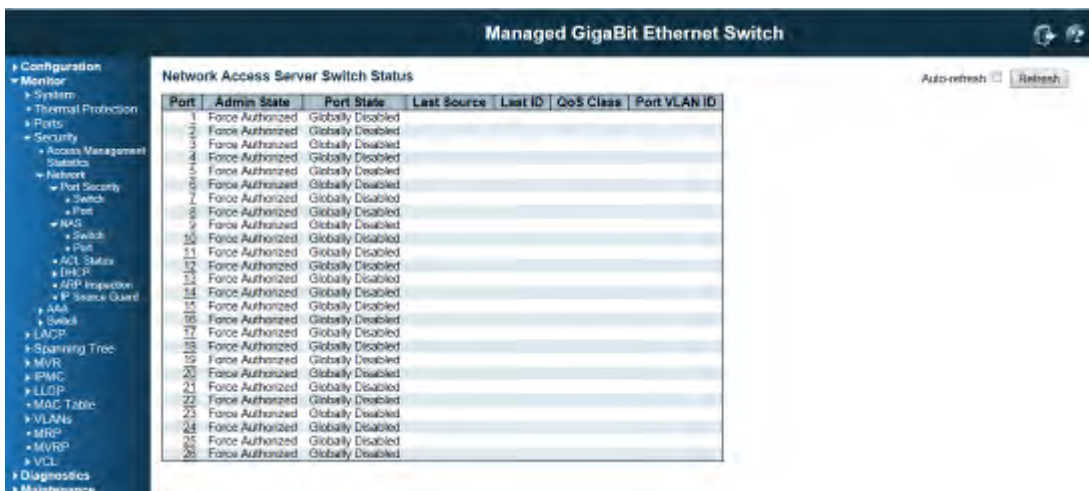 Managed GigaBit Ethernet Switch
Configuration
Monitor
System
Thermal Protection
Ports
Security
Access Management
Statistics
Network
Port Security
Switch
Port
NAS
Switch
Port
ACL Status
DHCP
ARP Inspection
IP Source Guard
AAA
Switch
LACP
Spanning Tree
MVR
IPMC
LLDP
MAC Table
VLANs
MRP
MVRP
VCL
Diagnostics
Maintenance
Network Access Server Switch Status
Auto-refresh Refresh
Port Admin State Port State Last Source Last ID QoS Class Port VLAN ID
1 Force Authorized Globally Disabled
2 Force Authorized Globally Disabled
3 Force Authorized Globally Disabled
4 Force Authorized Globally Disabled
5 Force Authorized Globally Disabled
6 Force Authorized Globally Disabled
7 Force Authorized Globally Disabled
8 Force Authorized Globally Disabled
9 Force Authorized Globally Disabled
10 Force Authorized Globally Disabled
11 Force Authorized Globally Disabled
12 Force Authorized Globally Disabled
13 Force Authorized Globally Disabled
14 Force Authorized Globally Disabled
15 Force Authorized Globally Disabled
16 Force Authorized Globally Disabled
17 Force Authorized Globally Disabled
18 Force Authorized Globally Disabled
19 Force Authorized Globally Disabled
20 Force Authorized Globally Disabled
21 Force Authorized Globally Disabled
22 Force Authorized Globally Disabled
23 Force Authorized Globally Disabled
24 Force Authorized Globally Disabled
25 Force Authorized Globally Disabled
26 Force Authorized Globally Disabled